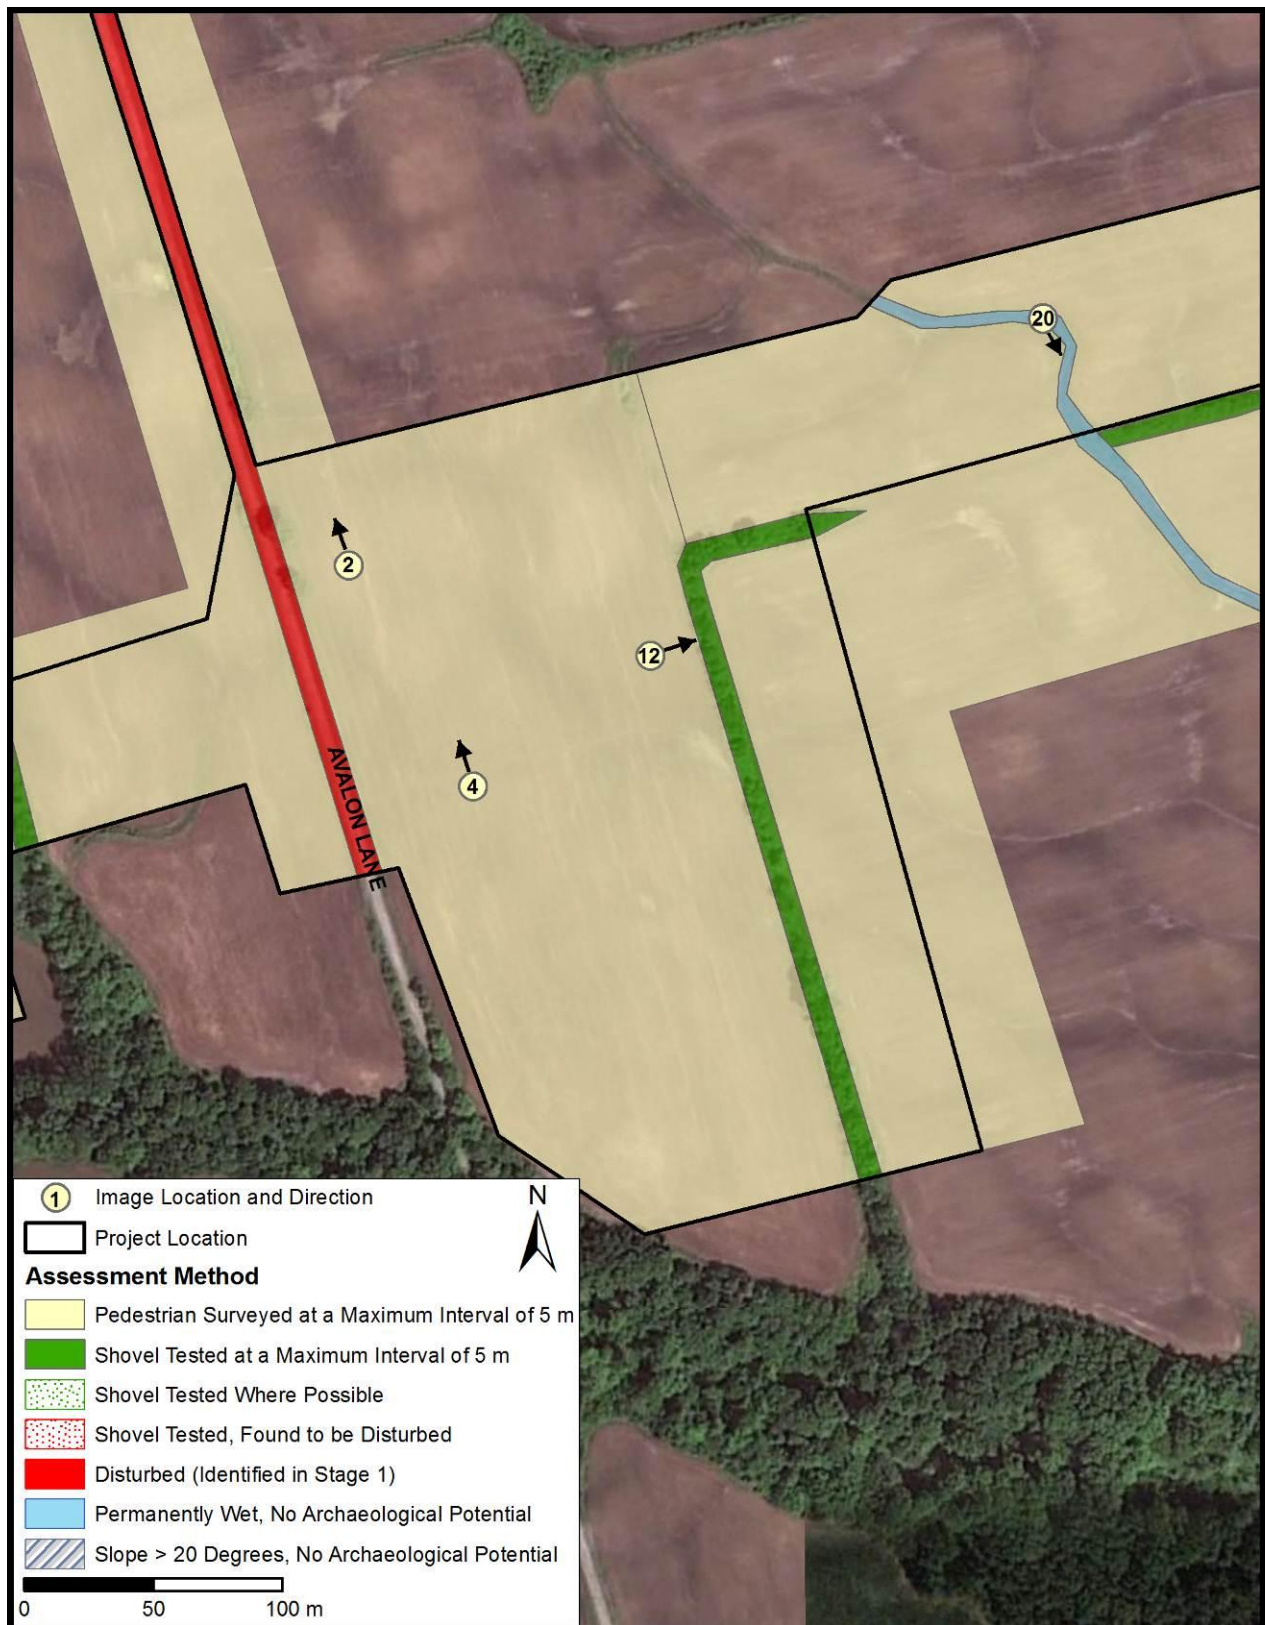 20
2
12
4
AVALON LANE
1 Image Location and Direction
N
Project Location
Assessment Method
Pedestrian Surveyed at a Maximum Interval of 5 m
Shovel Tested at a Maximum Interval of 5 m
Shovel Tested Where Possible
Shovel Tested, Found to be Disturbed
Disturbed (Identified in Stage 1)
Permanently Wet, No Archaeological Potential
Slope > 20 Degrees, No Archaeological Potential
0 50 100 m